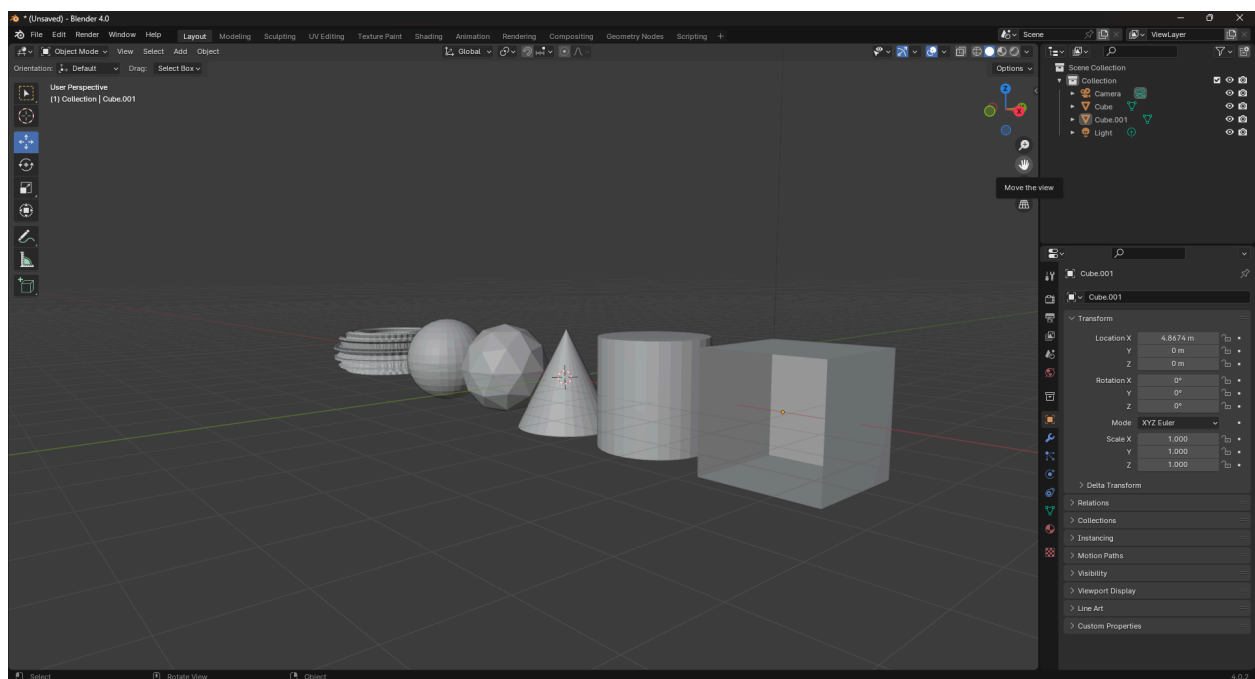 * (Unsaved) - Blender 4.0
File Edit Render Window Help Layout Modeling Sculpting UV Editing Texture Paint Shading Animation Rendering Compositing Geometry Nodes Scripting + Scene ViewLayer
Object Mode View Select Add Object Global
Orientation: Default Drag: Select Box Options
User Perspective
(1) Collection | Cube.001
Z
X
Move the view
Scene Collection
Collection
Camera
Cube
Cube.001
Light
Cube.001
Cube.001
Transform
Location X 4.8674 m
Y 0 m
Z 0 m
Rotation X 0°
Y 0°
Z 0°
Mode XYZ Euler
Scale X 1.000
Y 1.000
Z 1.000
Delta Transform
Relations
Collections
Instancing
Motion Paths
Visibility
Viewport Display
Line Art
Custom Properties
Select Rotate View Object 4.0.2